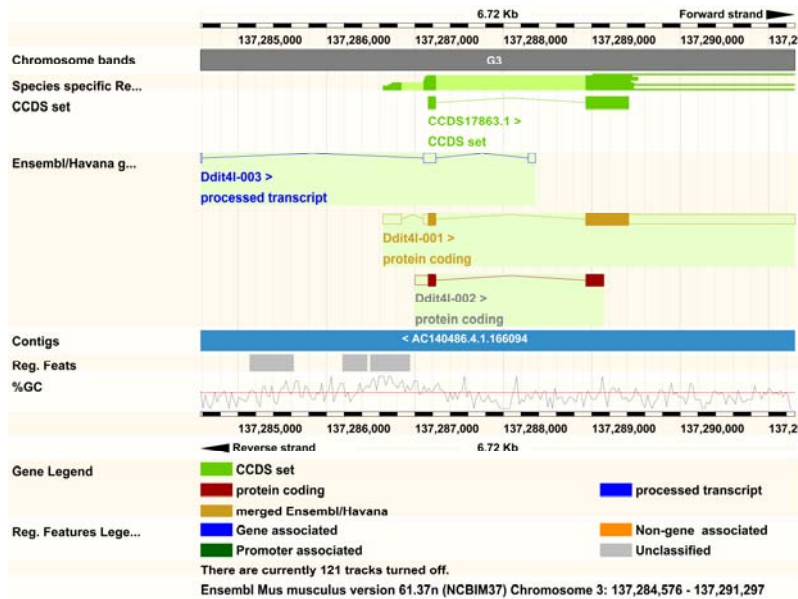 6.72 Kb Forward strand
137,285,000 137,286,000 137,287,000 137,288,000 137,289,000 137,290,000 137,2
Chromosome bands G3
Species specific Re...
CCDS set
CCDS17863.1 >
CCDS set
Ensembl/Havana g...
Ddit4l-003 >
processed transcript
Ddit4l-001 >
protein coding
Ddit4l-002 >
protein coding
Contigs < AC140486.4.1.166094
Reg. Feats
%GC
137,285,000 137,286,000 137,287,000 137,288,000 137,289,000 137,290,000 137,2
Reverse strand 6.72 Kb
Gene Legend CCDS set
protein coding processed transcript
merged Ensembl/Havana
Reg. Features Lege... Gene associated Non-gene associated
Promoter associated Unclassified
There are currently 121 tracks turned off.
Ensembl Mus musculus version 61.37n (NCBIM37) Chromosome 3: 137,284,576 - 137,291,297